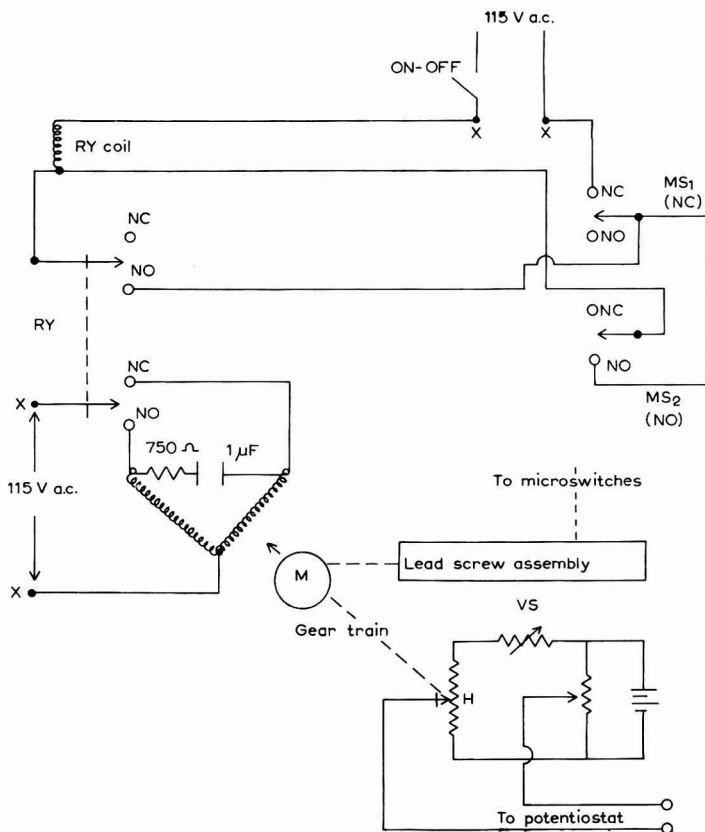 115 V a.c.
ON-OFF
X
X
RY coil
NC
MS1
(NC)
NO
NC
NO
NC
RY
NO
MS2
(NO)
NC
X
NO
750 Ω
1 μF
115 V a.c.
To microswitches
Lead screw assembly
X
M
VS
Gear train
H
To potentiostat